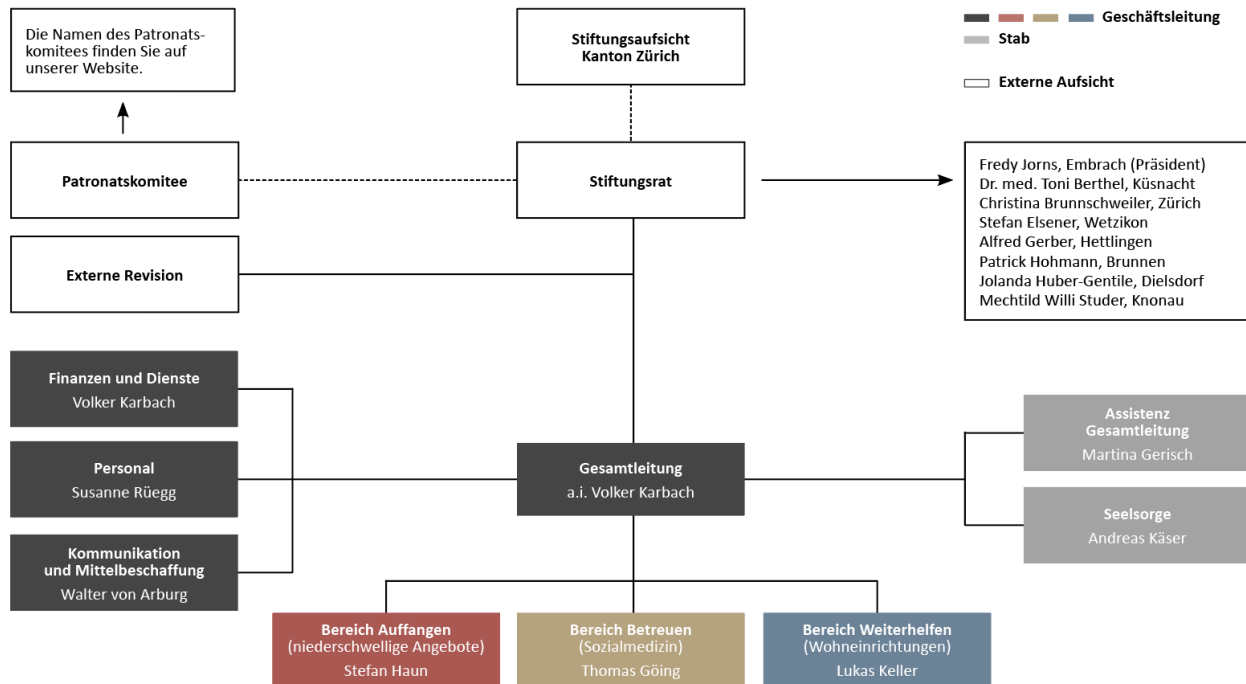 Die Namen des Patronats-
komitees finden Sie auf
unserer Website.
Stiftungsaufsicht
Kanton Zürich
Geschäftsleitung
Stab
Externe Aufsicht
Patronatskomitee
Stiftungsrat
Fredy Jorns, Embrach (Präsident)
Dr. med. Toni Berthel, Küsnacht
Christina Brunnschweiler, Zürich
Stefan Elsener, Wetzikon
Alfred Gerber, Hettlingen
Patrick Hohmann, Brunnen
Jolanda Huber-Gentile, Dielsdorf
Mechtild Willi Studer, Knonau
Externe Revision
Finanzen und Dienste
Volker Karbach
Personal
Susanne Rüegg
Kommunikation
und Mittelbeschaffung
Walter von Arburg
Gesamtleitung
a.i. Volker Karbach
Assistenz
Gesamtleitung
Martina Gerisch
Seelsorge
Andreas Käser
Bereich Auffangen
(niederschwellige Angebote)
Stefan Haun
Bereich Betreuen
(Sozialmedizin)
Thomas Göing
Bereich Weiterhelfen
(Wohneinrichtungen)
Lukas Keller